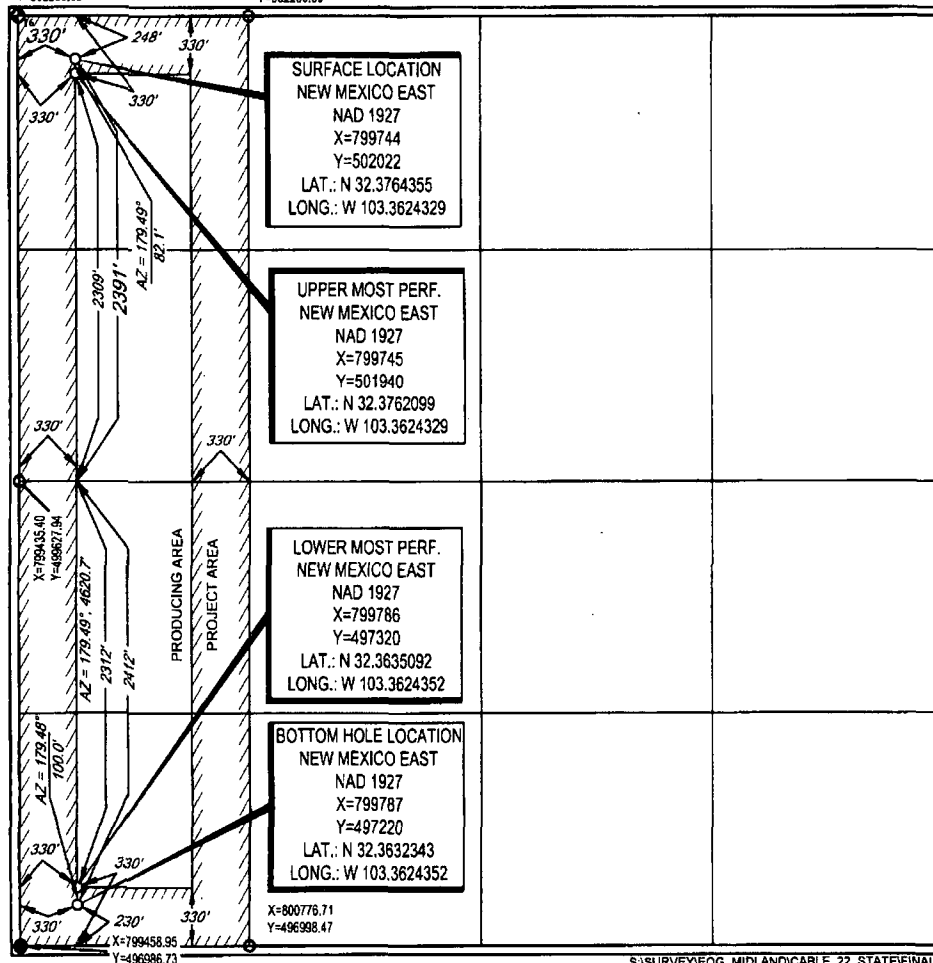 330'
248'
330'
330'
330'
SURFACE LOCATION
NEW MEXICO EAST
NAD 1927
X=799744
Y=502022
LAT.: N 32.3764355
LONG.: W 103.3624329
2309'
2391'
AZ = 179.49°
82.1'
UPPER MOST PERF.
NEW MEXICO EAST
NAD 1927
X=799745
Y=501940
LAT.: N 32.3762099
LONG.: W 103.3624329
330'
330'
X=799435.40
Y=499627.94
AZ = 179.49°, 4620.7'
2312'
2412'
PRODUCING AREA
PROJECT AREA
LOWER MOST PERF.
NEW MEXICO EAST
NAD 1927
X=799786
Y=497320
LAT.: N 32.3635092
LONG.: W 103.3624352
AZ = 179.48°
100.0'
BOTTOM HOLE LOCATION
NEW MEXICO EAST
NAD 1927
X=799787
Y=497220
LAT.: N 32.3632343
LONG.: W 103.3624352
330'
330'
330'
230'
330'
X=799458.95
Y=496986.73
X=800776.71
Y=496998.47
S:\SURVEY\EOG_MIDLAND\CABLE_22_STATE\FINAL